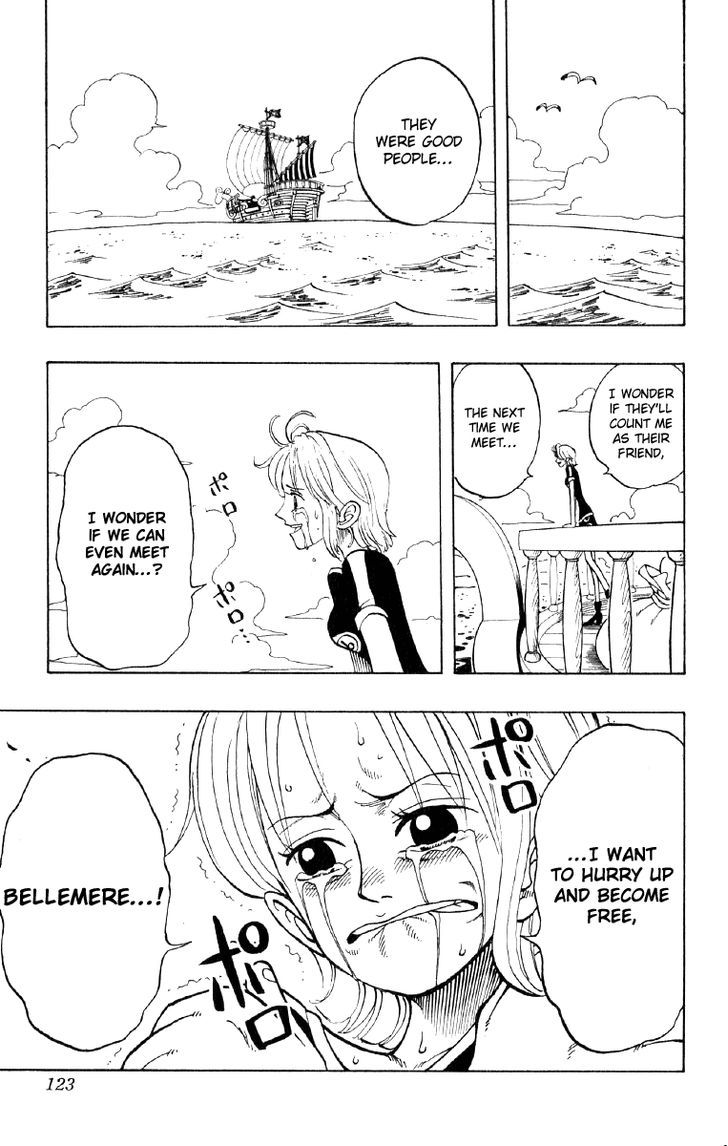 THEY
WERE GOOD
PEOPLE...
I WONDER
IF THEY'LL
COUNT ME
AS THEIR
FRIEND,
THE NEXT
TIME WE
MEET...
ポロ
ポロ
I WONDER
IF WE CAN
EVEN MEET
AGAIN...?
ポロ
...I WANT
TO HURRY UP
AND BECOME
FREE,
BELLEMERE...!
ポロ
123